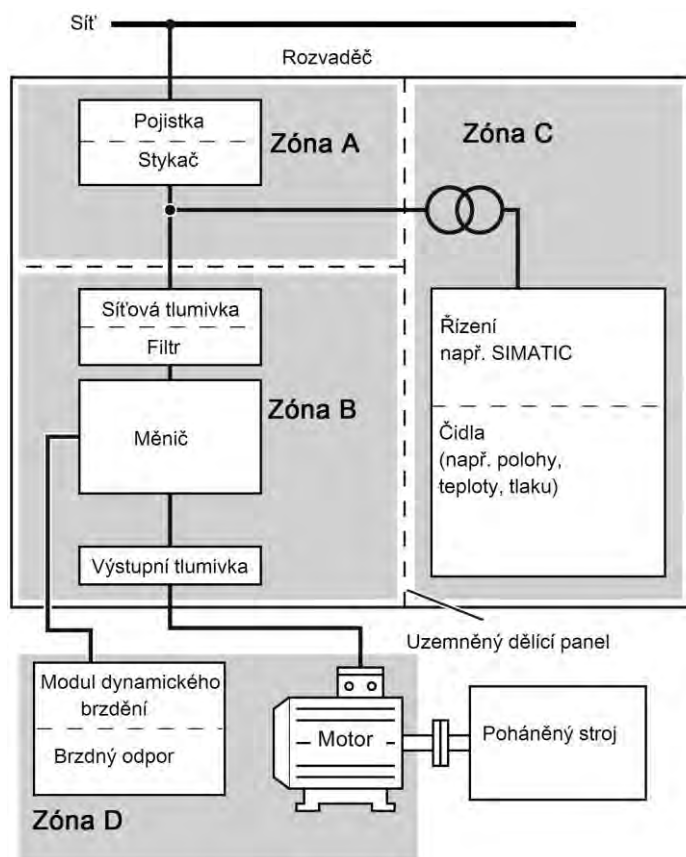 Síť
Rozvaděč
Pojistka
Stykač
Zóna A
Zóna C
Síťová tlumivka
Filtr
Zóna B
Měnič
Výstupní tlumivka
Řízení
např. SIMATIC
Čidla
(např. polohy,
teploty, tlaku)
Uzemněný dělící panel
Modul dynamického
brzdění
Brzdný odpor
Motor
Poháněný stroj
Zóna D